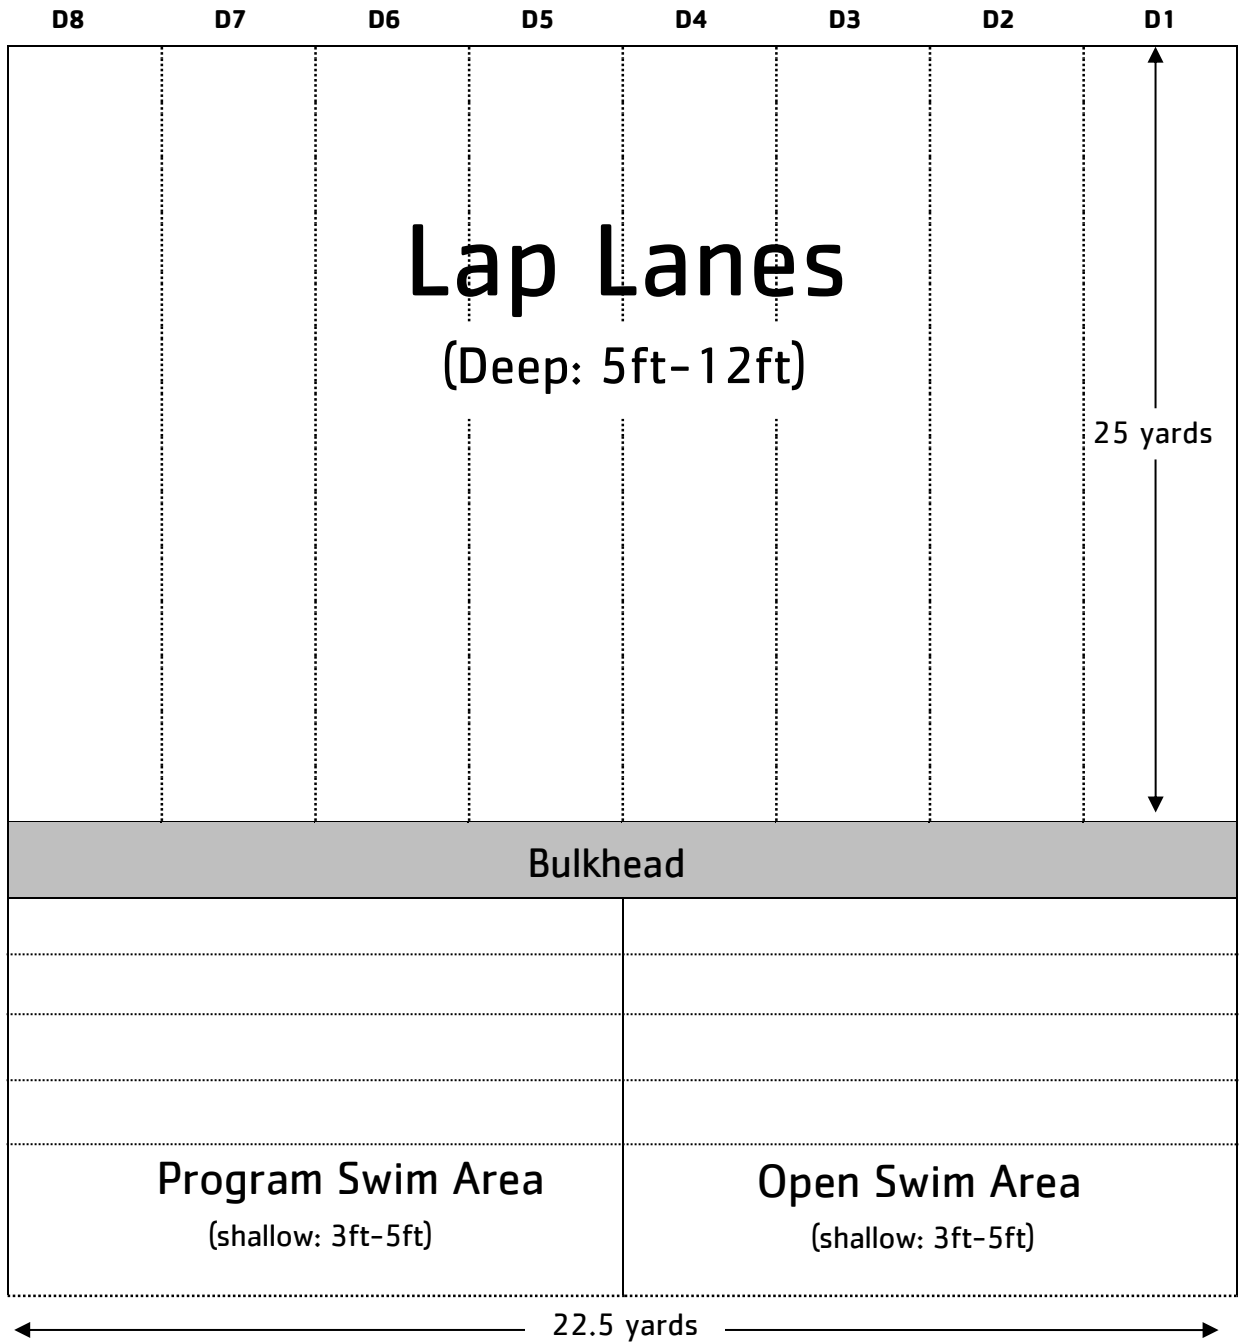 D8 D7 D6 D5 D4 D3 D2 D1
Lap Lanes
(Deep: 5ft-12ft)
25 yards
Bulkhead
Program Swim Area
(shallow: 3ft-5ft)
Open Swim Area
(shallow: 3ft-5ft)
22.5 yards